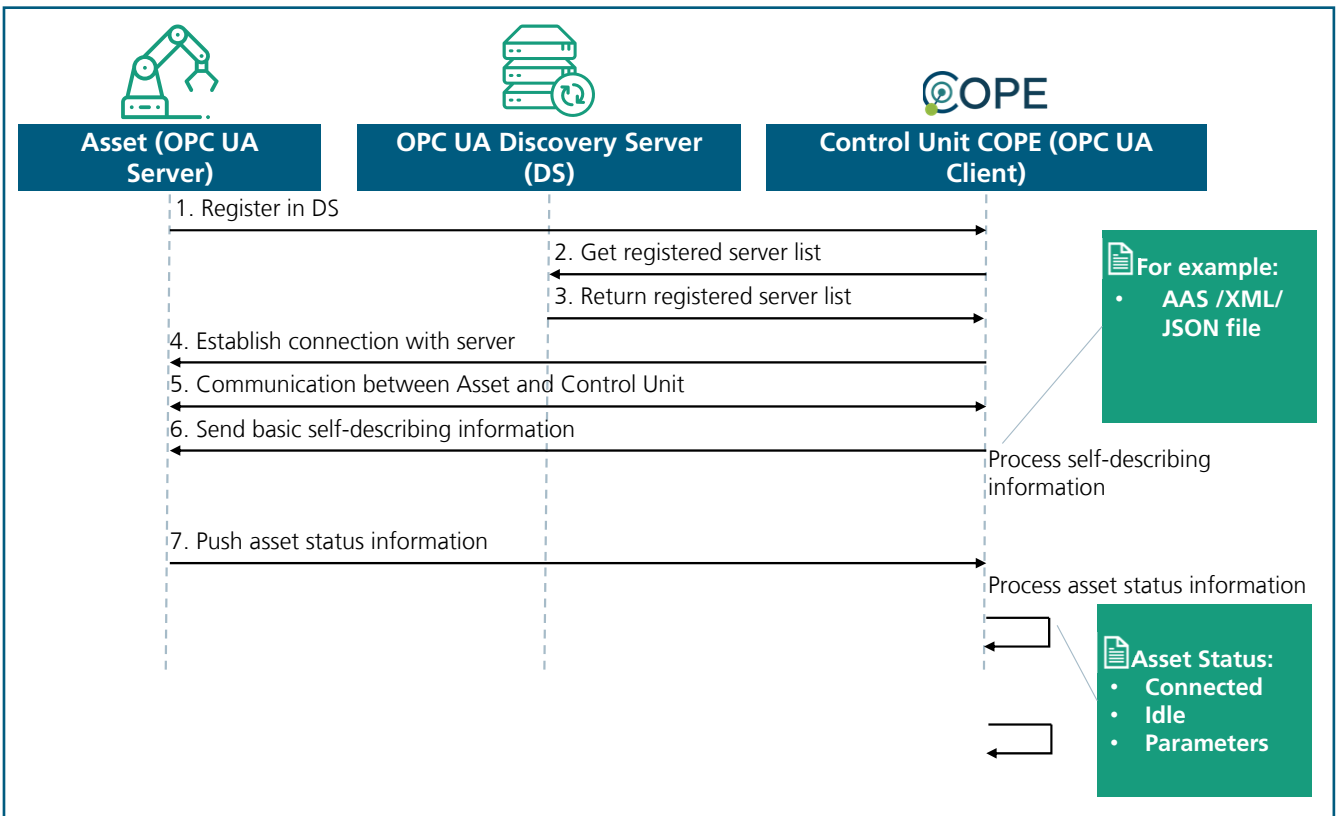 COPE
Asset (OPC UA
Server)
OPC UA Discovery Server
(DS)
Control Unit COPE (OPC UA
Client)
1. Register in DS
2. Get registered server list
3. Return registered server list
4. Establish connection with server
5. Communication between Asset and Control Unit
6. Send basic self-describing information
For example:
• AAS /XML/
JSON file
Process self-describing
information
7. Push asset status information
Process asset status information
Asset Status:
• Connected
• Idle
• Parameters